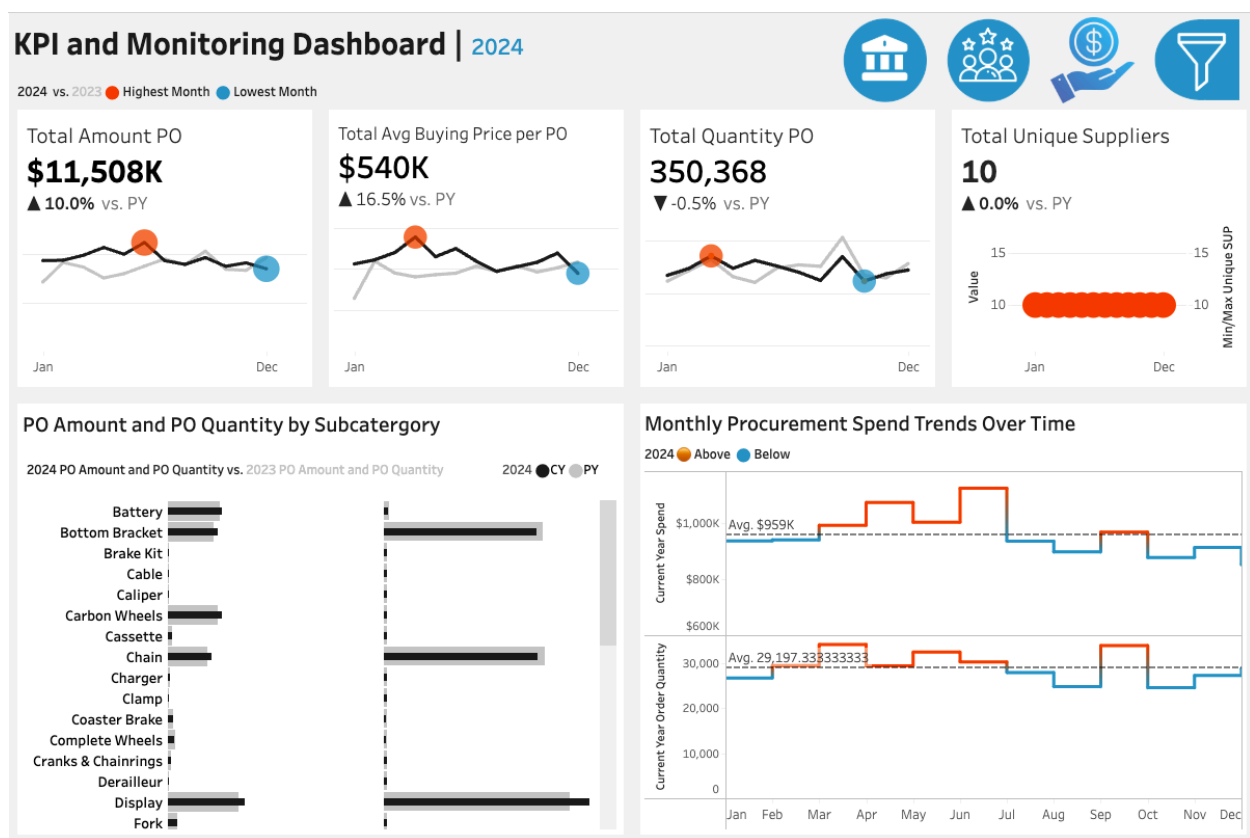 KPI and Monitoring Dashboard | 2024
2024 vs. 2023 Highest Month Lowest Month
Total Amount PO
$11,508K
▲ 10.0% vs. PY
Jan Dec
Total Avg Buying Price per PO
$540K
▲ 16.5% vs. PY
Jan Dec
Total Quantity PO
350,368
▼ -0.5% vs. PY
Jan Dec
Total Unique Suppliers
10
▲ 0.0% vs. PY
Value
15 15
10 10
Min/Max Unique SUP
Jan Dec
PO Amount and PO Quantity by Subcatergory
2024 PO Amount and PO Quantity vs. 2023 PO Amount and PO Quantity 2024 CY PY
Battery
Bottom Bracket
Brake Kit
Cable
Caliper
Carbon Wheels
Cassette
Chain
Charger
Clamp
Coaster Brake
Complete Wheels
Cranks & Chainrings
Derailleur
Display
Fork
Monthly Procurement Spend Trends Over Time
2024 Above Below
Current Year Spend
$1,000K
$800K
$600K
Avg. $959K
Current Year Order Quantity
30,000
20,000
10,000
0
Avg. 29,197.333333333
Jan Feb Mar Apr May Jun Jul Aug Sep Oct Nov Dec